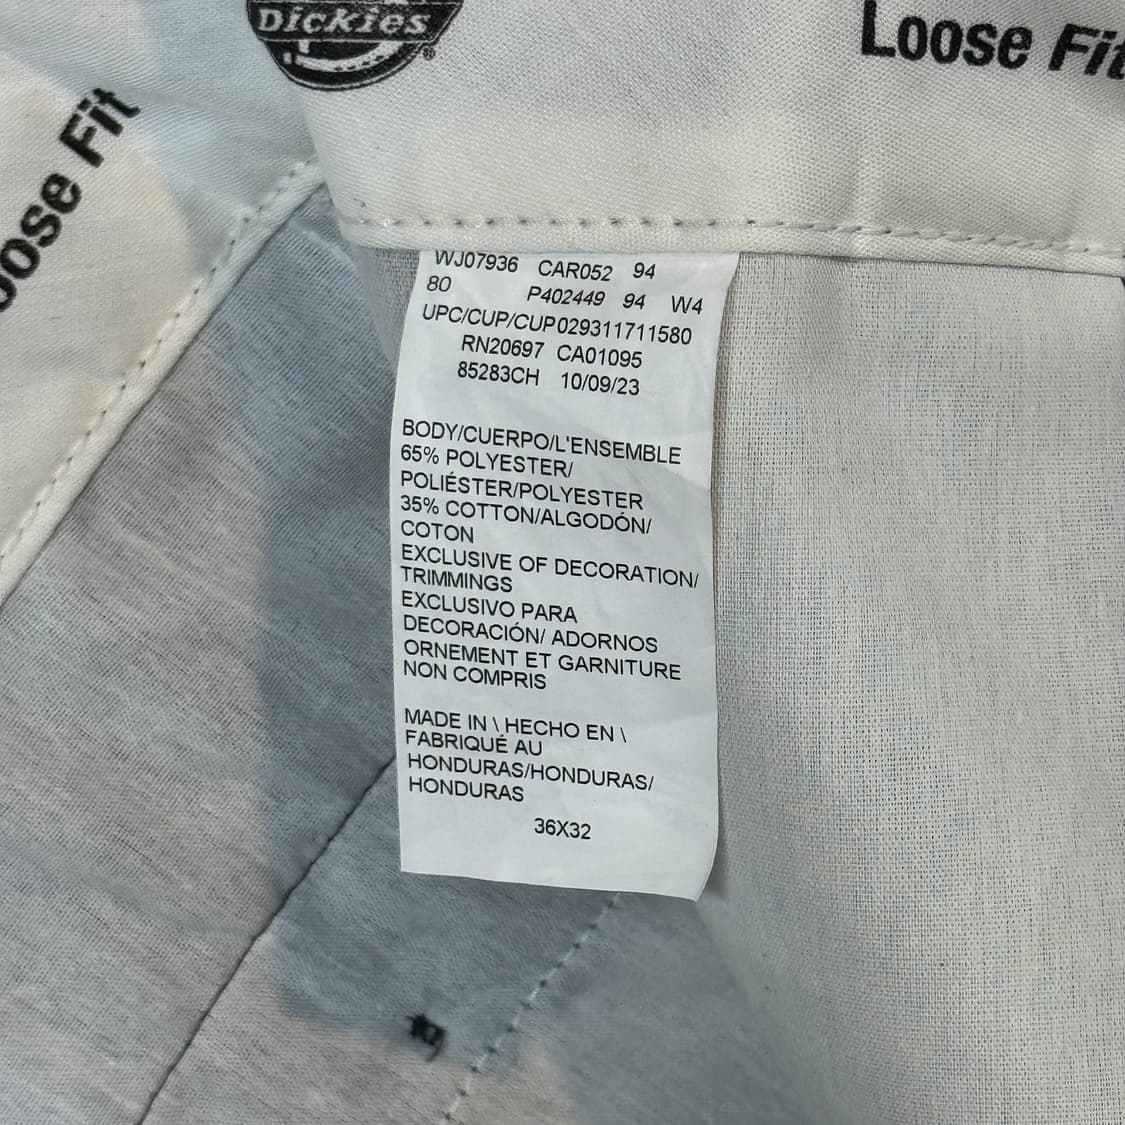 Dickies
Loose Fit
Loose Fit
WJ07936 CAR052 94
80 P402449 94 W4
UPC/CUP/CUP029311711580
RN20697 CA01095
85283CH 10/09/23
BODY/CUERPO/L'ENSEMBLE
65% POLYESTER/
POLIÉSTER/POLYESTER
35% COTTON/ALGODÓN/
COTON
EXCLUSIVE OF DECORATION/
TRIMMINGS
EXCLUSIVO PARA
DECORACIÓN/ ADORNOS
ORNEMENT ET GARNITURE
NON COMPRIS
MADE IN \ HECHO EN \
FABRIQUÉ AU
HONDURAS/HONDURAS/
HONDURAS
36X32